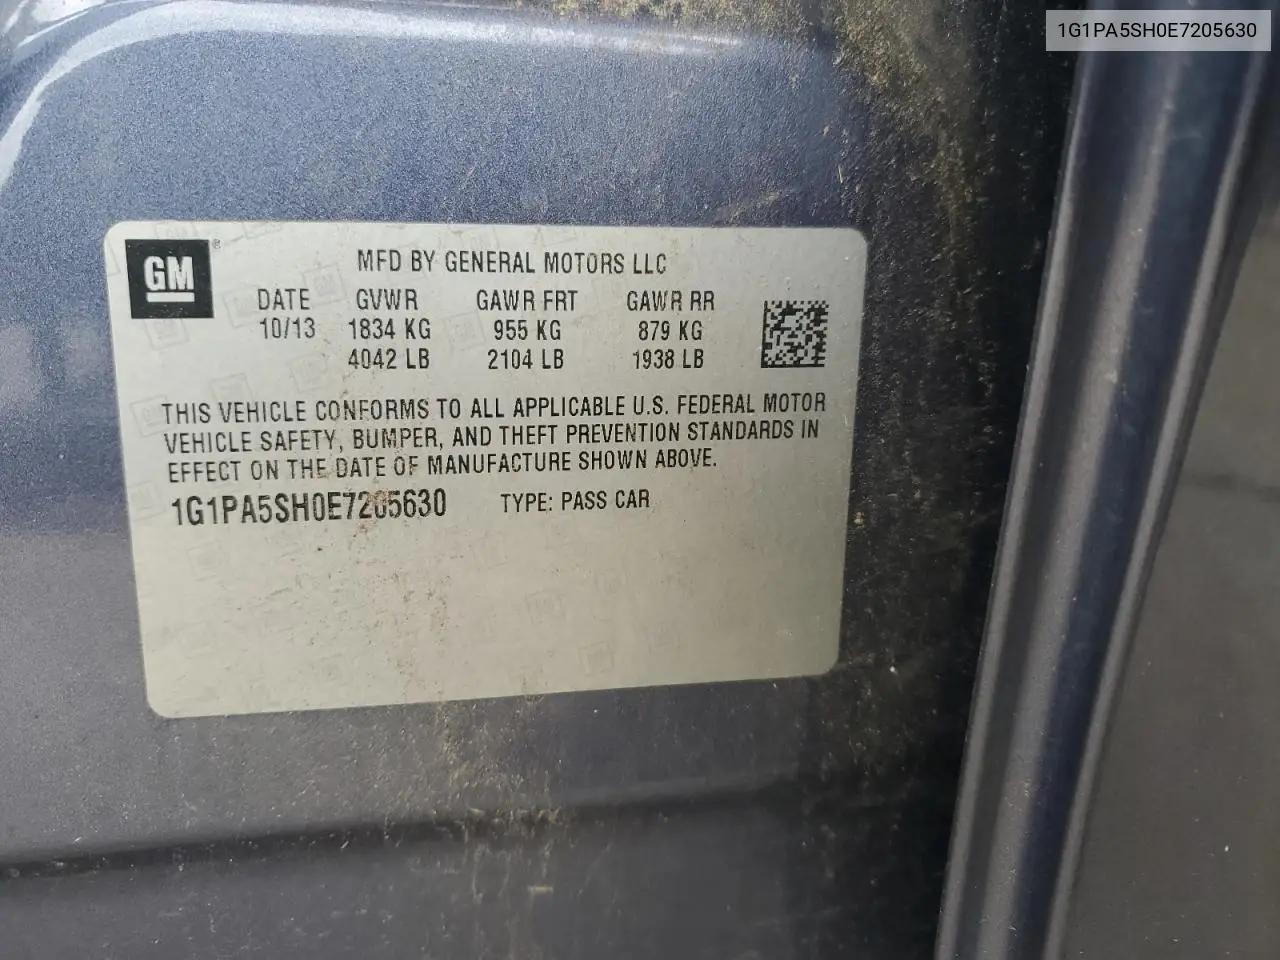 1G1PA5SH0E7205630
GM ®
MFD BY GENERAL MOTORS LLC
DATE GVWR GAWR FRT GAWR RR
10/13 1834 KG 955 KG 879 KG
4042 LB 2104 LB 1938 LB
THIS VEHICLE CONFORMS TO ALL APPLICABLE U.S. FEDERAL MOTOR
VEHICLE SAFETY, BUMPER, AND THEFT PREVENTION STANDARDS IN
EFFECT ON THE DATE OF MANUFACTURE SHOWN ABOVE.
1G1PA5SH0E7205630 TYPE: PASS CAR